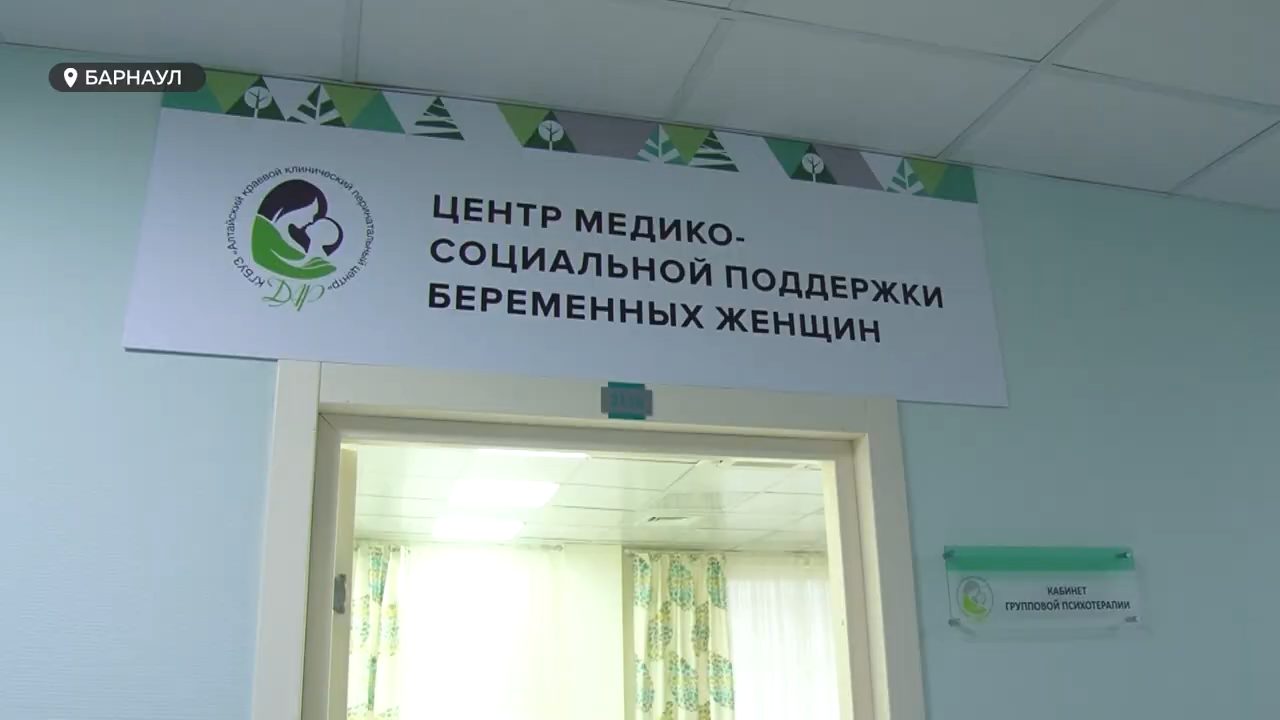 БАРНАУЛ
КГБУЗ «Алтайский краевой клинический перинатальный центр»
ДАР
ЦЕНТР МЕДИКО-
СОЦИАЛЬНОЙ ПОДДЕРЖКИ
БЕРЕМЕННЫХ ЖЕНЩИН
КАБИНЕТ
ГРУППОВОЙ ПСИХОТЕРАПИИ